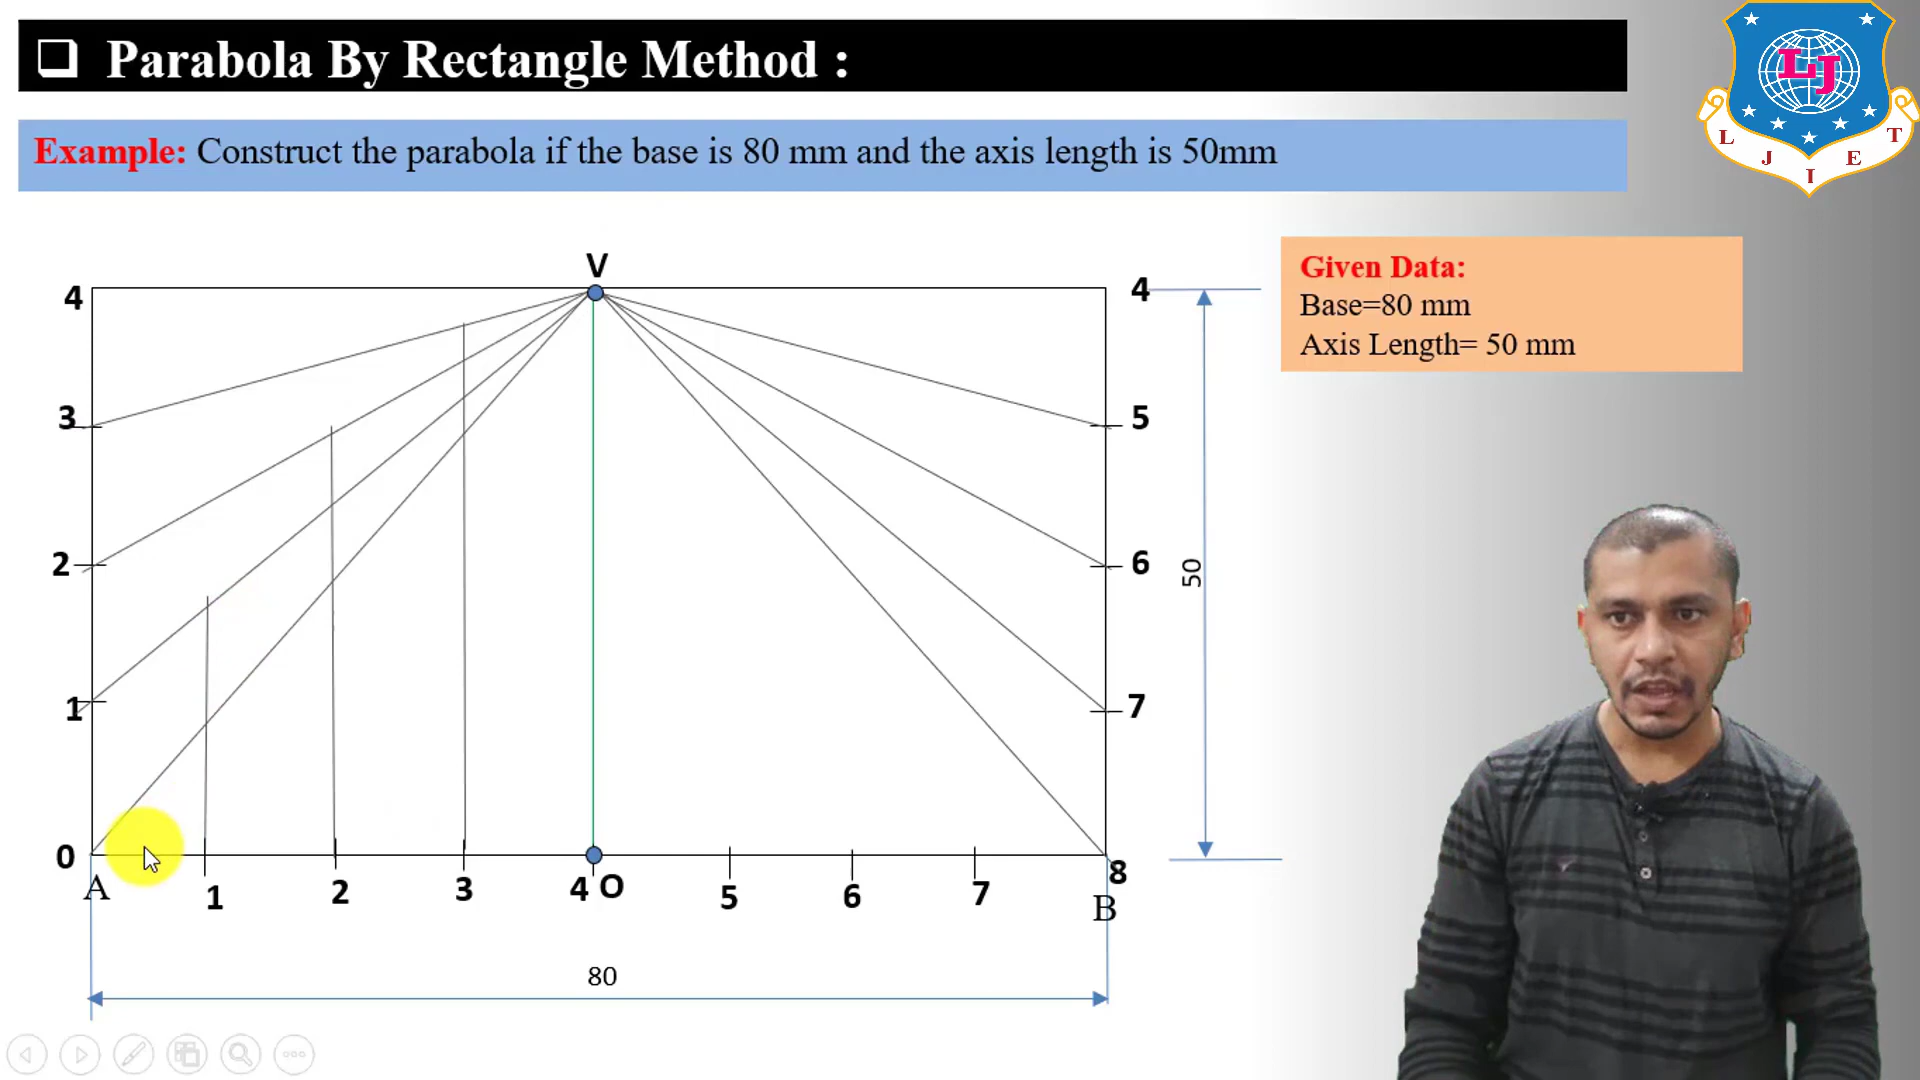 Parabola By Rectangle Method :
LJ
L J I E T
Example: Construct the parabola if the base is 80 mm and the axis length is 50mm
Given Data:
Base=80 mm
Axis Length= 50 mm
V
4
4
3
5
2
6
50
1
7
0
8
A
1
2
3
4 O
5
6
7
B
80